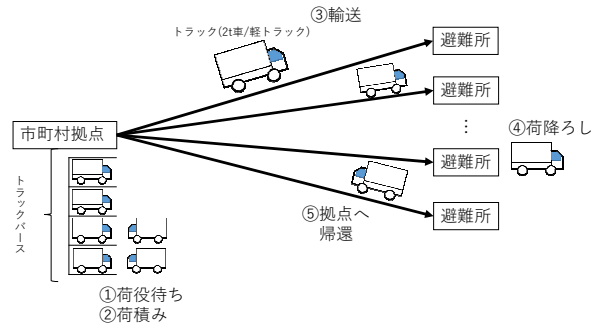 ③輸送
トラック(2t車/軽トラック)
避難所
避難所
⋮
市町村拠点
④荷降ろし
避難所
トラックバース
⑤拠点へ
帰還
避難所
①荷役待ち
②荷積み